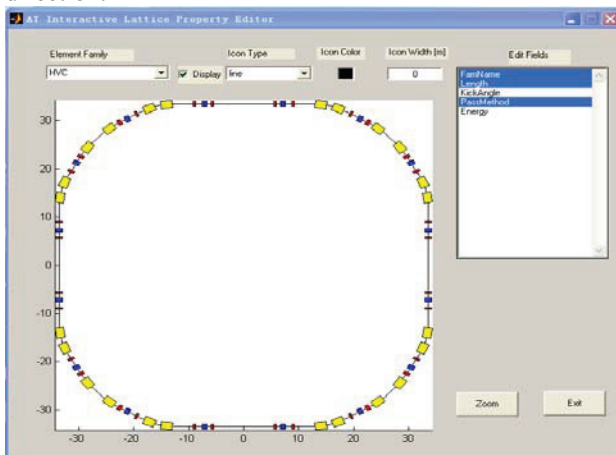 AT Interactive Lattice Property Editor
Element Family
Icon Type
Icon Color
Icon Width [m]
Edit Fields
HVC
Display
line
0
FamName
Length
KickAngle
PassMethod
Energy
30
20
10
0
-10
-20
-30
-30 -20 -10 0 10 20 30
Zoom
Exit